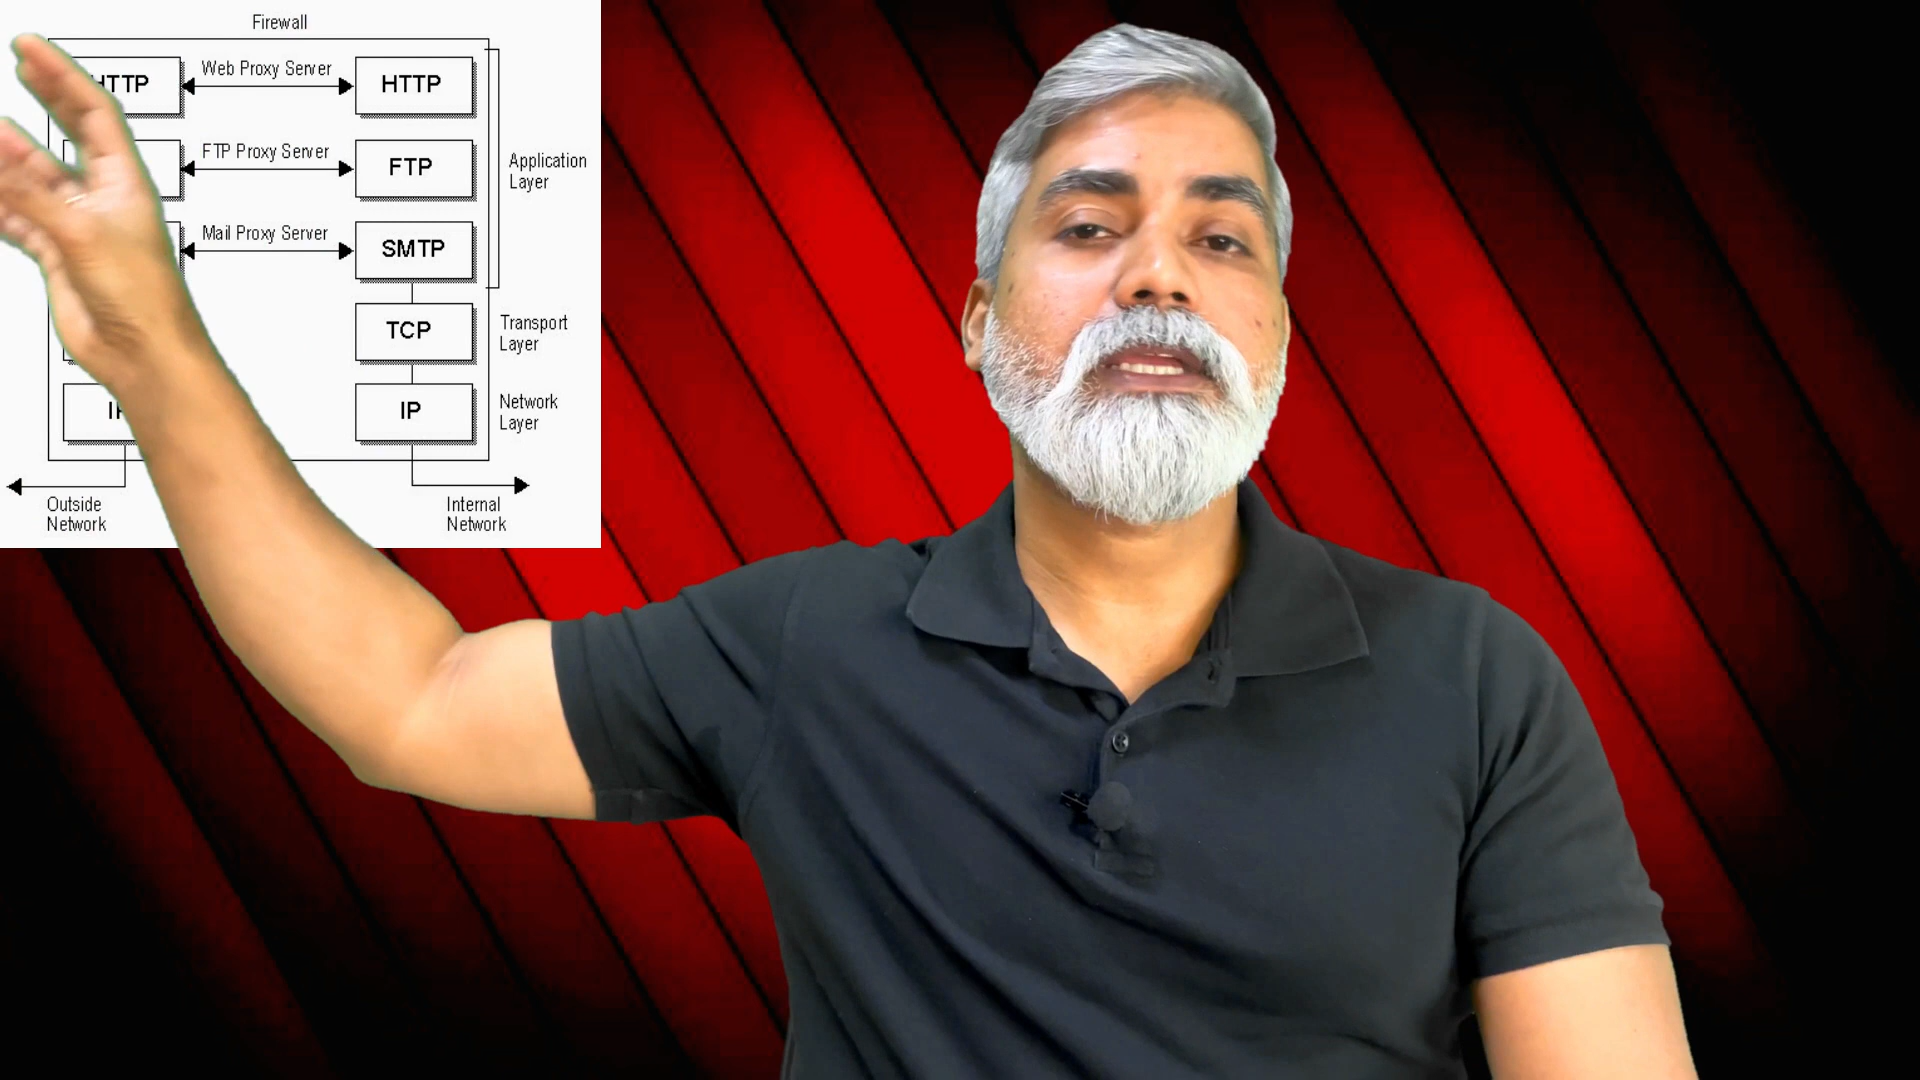 Firewall
HTTP
Web Proxy Server
HTTP
FTP Proxy Server
FTP
Application
Layer
Mail Proxy Server
SMTP
TCP
Transport
Layer
IP
Network
Layer
Outside
Network
Internal
Network